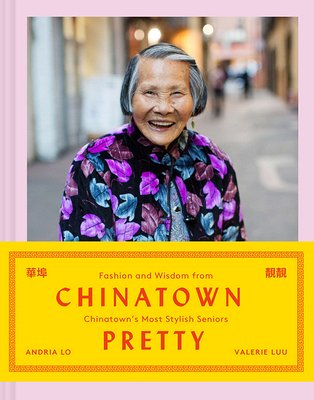 華埠
Fashion and Wisdom from
靚靚
CHINATOWN
Chinatown's Most Stylish Seniors
PRETTY
ANDRIA LO
VALERIE LUU